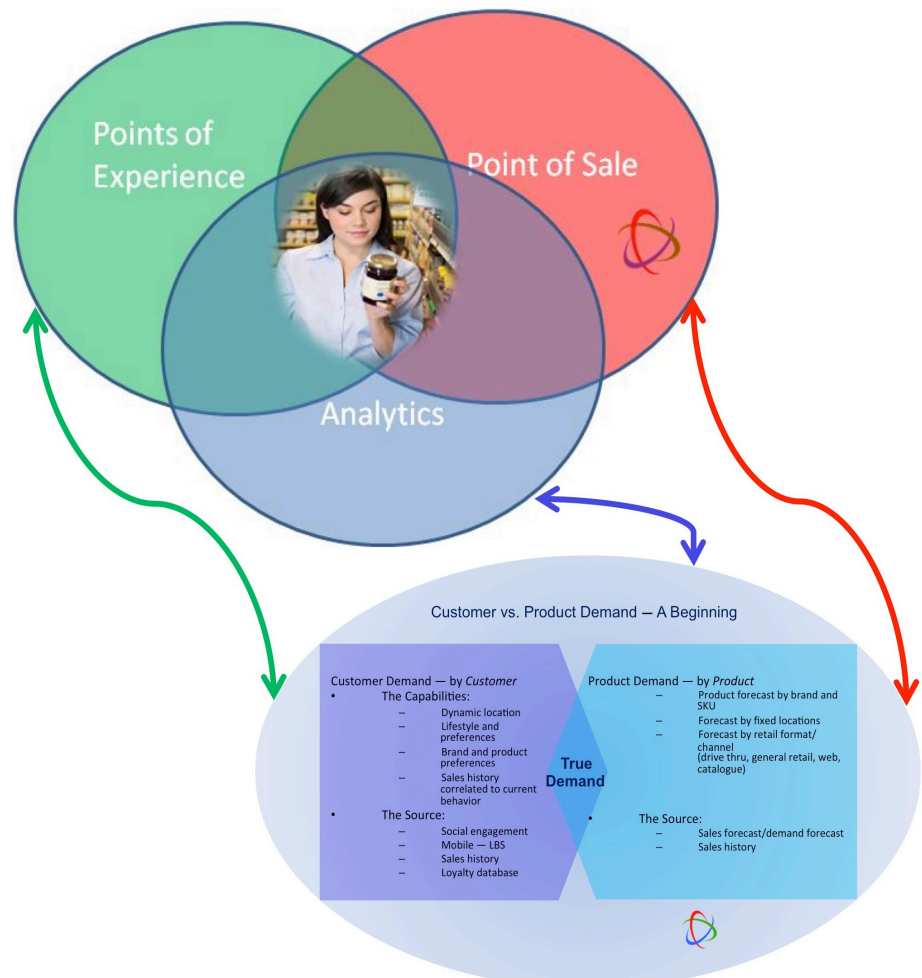 Points of
Experience
Point of Sale
Analytics
Customer vs. Product Demand — A Beginning
Customer Demand — by Customer
• The Capabilities:
– Dynamic location
– Lifestyle and
preferences
– Brand and product
preferences
– Sales history
correlated to current
behavior
• The Source:
– Social engagement
– Mobile — LBS
– Sales history
– Loyalty database
True
Demand
Product Demand — by Product
– Product forecast by brand and
SKU
– Forecast by fixed locations
– Forecast by retail format/
channel
(drive thru, general retail, web,
catalogue)
• The Source:
– Sales forecast/demand forecast
– Sales history